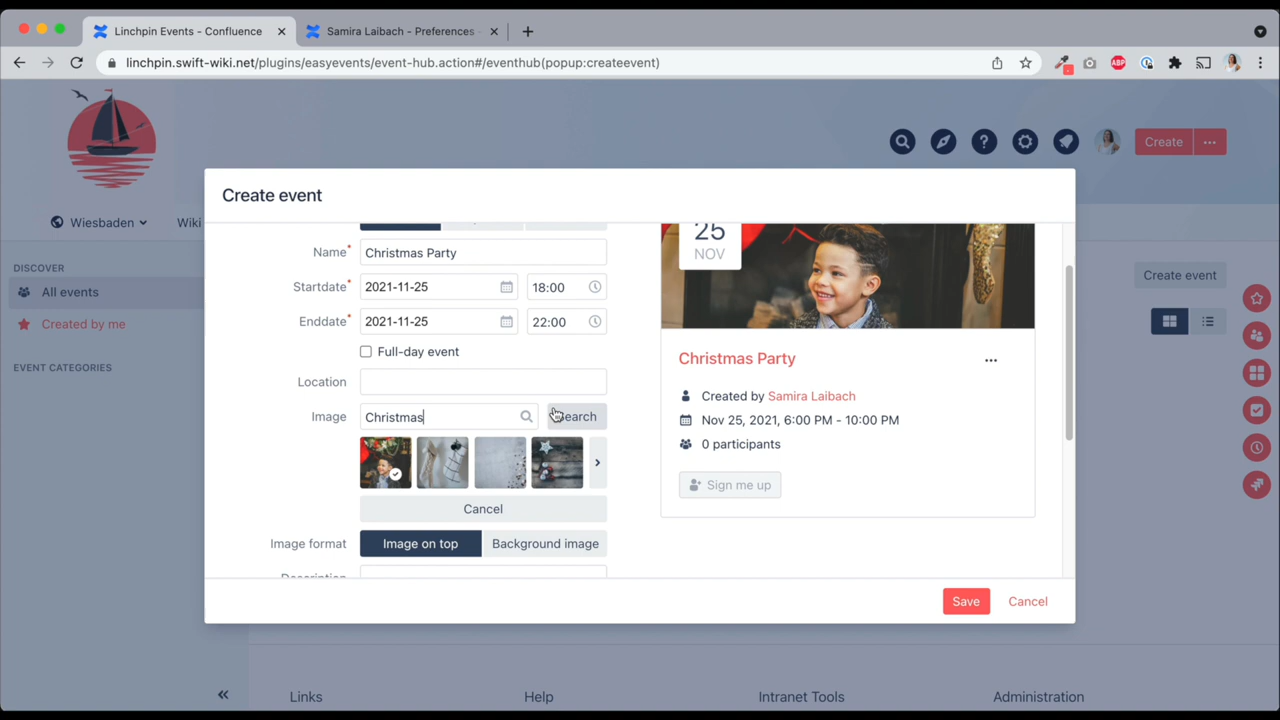 Linchpin Events - Confluence
Samira Laibach - Preferences -
linchpin.swift-wiki.net/plugins/easyevents/event-hub.action#/eventhub(popup:createevent)
ABP
Create
Wiesbaden
Wiki
DISCOVER
All events
Created by me
EVENT CATEGORIES
Create event
Create event
Name*
Christmas Party
Startdate*
2021-11-25
18:00
Enddate*
2021-11-25
22:00
Full-day event
Location
Image
Christmas
Search
Cancel
Image format
Image on top
Background image
Description
25
NOV
Christmas Party
Created by Samira Laibach
Nov 25, 2021, 6:00 PM - 10:00 PM
0 participants
Sign me up
Save
Cancel
Links
Help
Intranet Tools
Administration